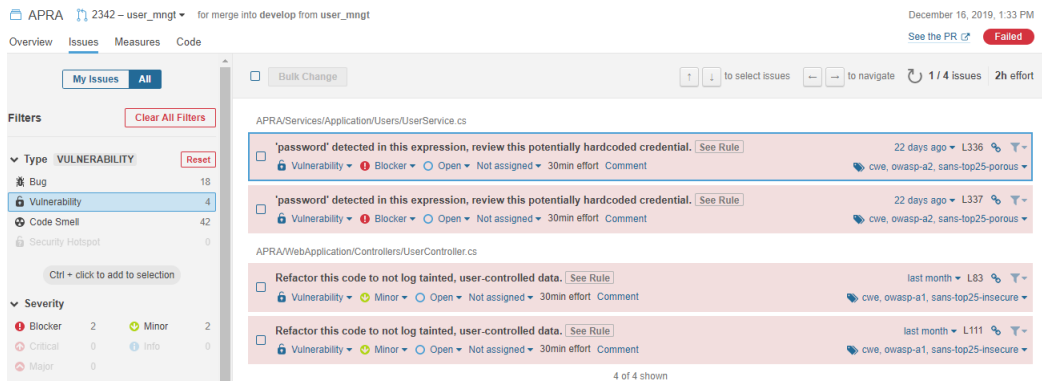 APRA 2342 – user_mngt for merge into develop from user_mngt December 16, 2019, 1:33 PM
Overview Issues Measures Code See the PR Failed
My Issues All
Bulk Change ↑ ↓ to select issues ← → to navigate 1 / 4 issues 2h effort
Filters Clear All Filters
Type VULNERABILITY Reset
Bug 18
Vulnerability 4
Code Smell 42
Security Hotspot 0
Ctrl + click to add to selection
Severity
Blocker 2 Minor 2
Critical 0 Info 0
Major 0
APRA/Services/Application/Users/UserService.cs
'password' detected in this expression, review this potentially hardcoded credential. See Rule 22 days ago L336
Vulnerability Blocker Open Not assigned 30min effort Comment cwe, owasp-a2, sans-top25-porous
'password' detected in this expression, review this potentially hardcoded credential. See Rule 22 days ago L337
Vulnerability Blocker Open Not assigned 30min effort Comment cwe, owasp-a2, sans-top25-porous
APRA/WebApplication/Controllers/UserController.cs
Refactor this code to not log tainted, user-controlled data. See Rule last month L83
Vulnerability Minor Open Not assigned 30min effort Comment cwe, owasp-a1, sans-top25-insecure
Refactor this code to not log tainted, user-controlled data. See Rule last month L111
Vulnerability Minor Open Not assigned 30min effort Comment cwe, owasp-a1, sans-top25-insecure
4 of 4 shown